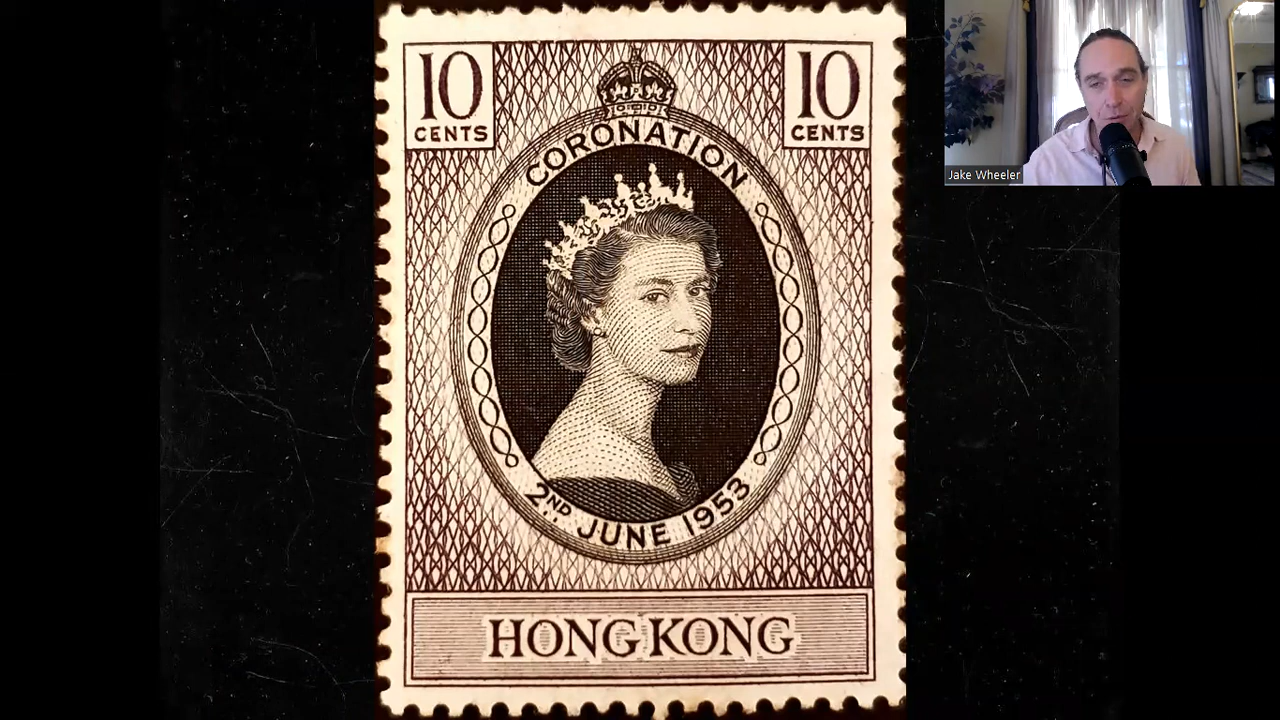 10
CENTS
10
CENTS
CORONATION
2ND JUNE 1953
HONG KONG
Jake Wheeler